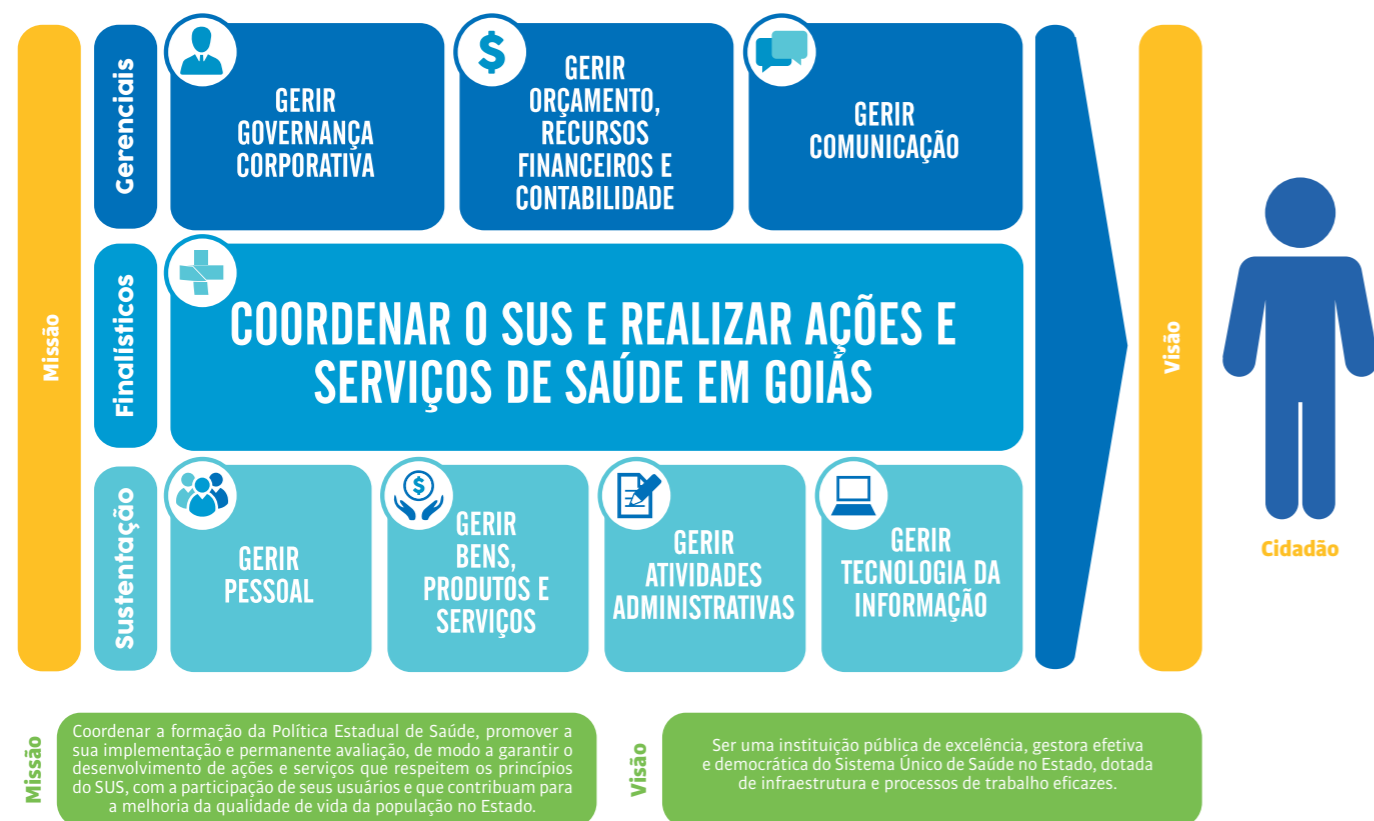 Missão
Gerenciais
GERIR
GOVERNANÇA
CORPORATIVA
$
GERIR
ORÇAMENTO,
RECURSOS
FINANCEIROS E
CONTABILIDADE
GERIR
COMUNICAÇÃO
Finalísticos
COORDENAR O SUS E REALIZAR AÇÕES E
SERVIÇOS DE SAÚDE EM GOIÁS
Sustentação
GERIR
PESSOAL
$
GERIR
BENS,
PRODUTOS E
SERVIÇOS
GERIR
ATIVIDADES
ADMINISTRATIVAS
GERIR
TECNOLOGIA DA
INFORMAÇÃO
Visão
Cidadão
Missão
Coordenar a formação da Política Estadual de Saúde, promover a
sua implementação e permanente avaliação, de modo a garantir o
desenvolvimento de ações e serviços que respeitem os princípios
do SUS, com a participação de seus usuários e que contribuam para
a melhoria da qualidade de vida da população no Estado.
Visão
Ser uma instituição pública de excelência, gestora efetiva
e democrática do Sistema Único de Saúde no Estado, dotada
de infraestrutura e processos de trabalho eficazes.